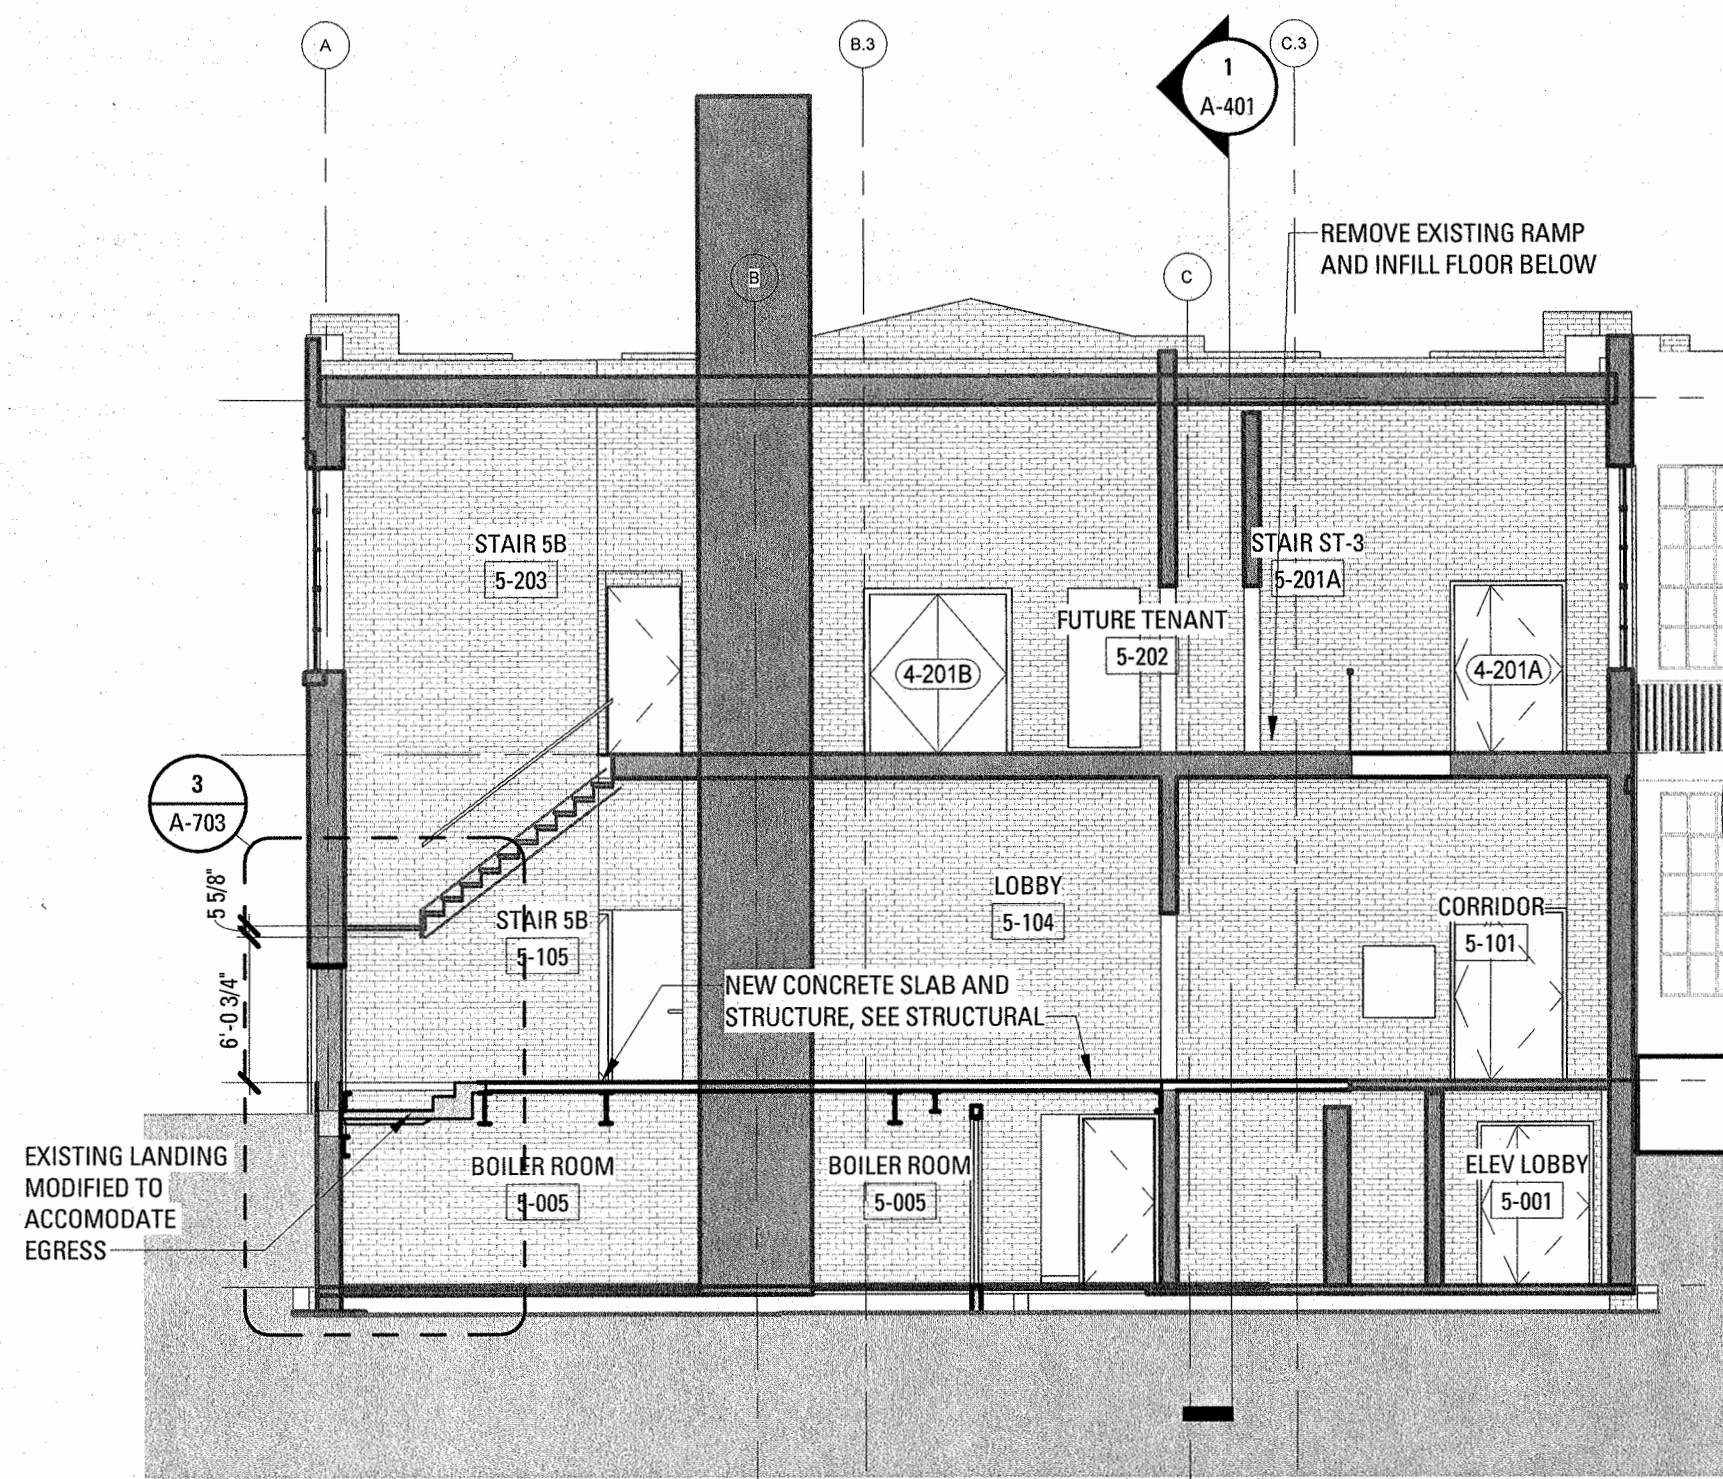 A
B.3
C.3
1
A-401
B
C
REMOVE EXISTING RAMP
AND INFILL FLOOR BELOW
STAIR 5B
5-203
STAIR ST-3
5-201A
FUTURE TENANT
5-202
4-201B
4-201A
3
A-703
5 5/8"
6'-0 3/4"
STAIR 5B
5-105
LOBBY
5-104
CORRIDOR
5-101
NEW CONCRETE SLAB AND
STRUCTURE, SEE STRUCTURAL
EXISTING LANDING
MODIFIED TO
ACCOMODATE
EGRESS
BOILER ROOM
5-005
BOILER ROOM
5-005
ELEV LOBBY
5-001